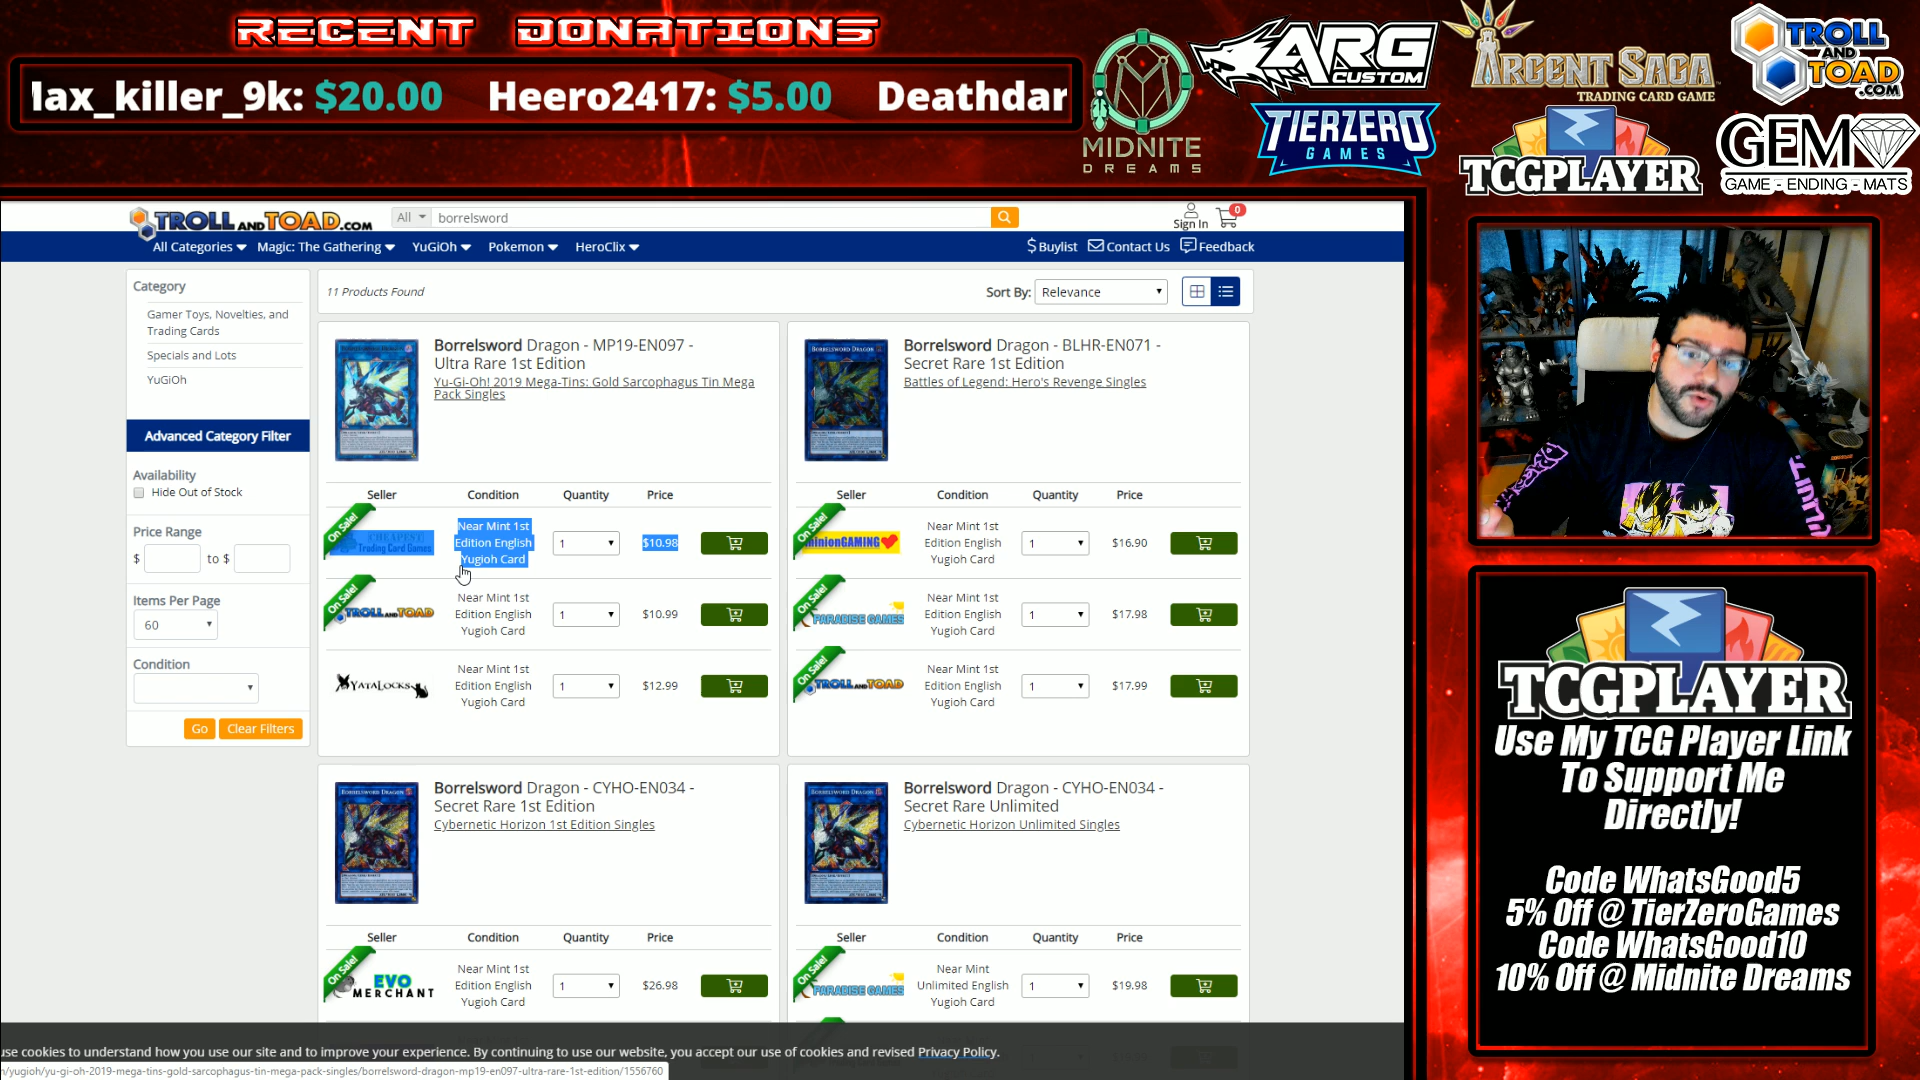 RECENT DONATIONS
lax_killer_9k: $20.00 Heero2417: $5.00 Deathdar
MIDNITE
DREAMS
ARG
CUSTOM
TIERZERO
GAMES
ARGENT SAGA
TRADING CARD GAME
TROLL
AND
TOAD
.COM
TCGPLAYER
GEM
GAME - ENDING - MATS
TROLL AND TOAD.COM
All
borrelsword
Sign In
0
All Categories
Magic: The Gathering
YuGiOh
Pokemon
HeroClix
$Buylist
Contact Us
Feedback
Category
Gamer Toys, Novelties, and
Trading Cards
Specials and Lots
YuGiOh
Advanced Category Filter
Availability
Hide Out of Stock
Price Range
$ to $
Items Per Page
60
Condition
Go
Clear Filters
11 Products Found
Sort By: Relevance
Borrelsword Dragon - MP19-EN097 -
Ultra Rare 1st Edition
Yu-Gi-Oh! 2019 Mega-Tins: Gold Sarcophagus Tin Mega
Pack Singles
Seller Condition Quantity Price
On Sale!
CHEAPEST
Trading Card Games
Near Mint 1st
Edition English
Yugioh Card
1
$10.98
On Sale!
TROLL AND TOAD
Near Mint 1st
Edition English
Yugioh Card
1
$10.99
YATALOCKS
Near Mint 1st
Edition English
Yugioh Card
1
$12.99
Borrelsword Dragon - BLHR-EN071 -
Secret Rare 1st Edition
Battles of Legend: Hero's Revenge Singles
BORRELSWORD DRAGON
Seller Condition Quantity Price
On Sale!
minionGAMING
Near Mint 1st
Edition English
Yugioh Card
1
$16.90
On Sale!
PARADISE GAMES
Near Mint 1st
Edition English
Yugioh Card
1
$17.98
On Sale!
TROLL AND TOAD
Near Mint 1st
Edition English
Yugioh Card
1
$17.99
Borrelsword Dragon - CYHO-EN034 -
Secret Rare 1st Edition
Cybernetic Horizon 1st Edition Singles
BORRELSWORD DRAGON
Seller Condition Quantity Price
On Sale!
EVO
MERCHANT
Near Mint 1st
Edition English
Yugioh Card
1
$26.98
Borrelsword Dragon - CYHO-EN034 -
Secret Rare Unlimited
Cybernetic Horizon Unlimited Singles
BORRELSWORD DRAGON
Seller Condition Quantity Price
On Sale!
PARADISE GAMES
Near Mint
Unlimited English
Yugioh Card
1
$19.98
use cookies to understand how you use our site and to improve your experience. By continuing to use our website, you accept our use of cookies and revised Privacy Policy.
n/yugioh/yu-gi-oh-2019-mega-tins-gold-sarcophagus-tin-mega-pack-singles/borrelsword-dragon-mp19-en097-ultra-rare-1st-edition/1556760
TCGPLAYER
Use My TCG Player Link
To Support Me
Directly!
Code WhatsGood5
5% Off @ TierZeroGames
Code WhatsGood10
10% Off @ Midnite Dreams